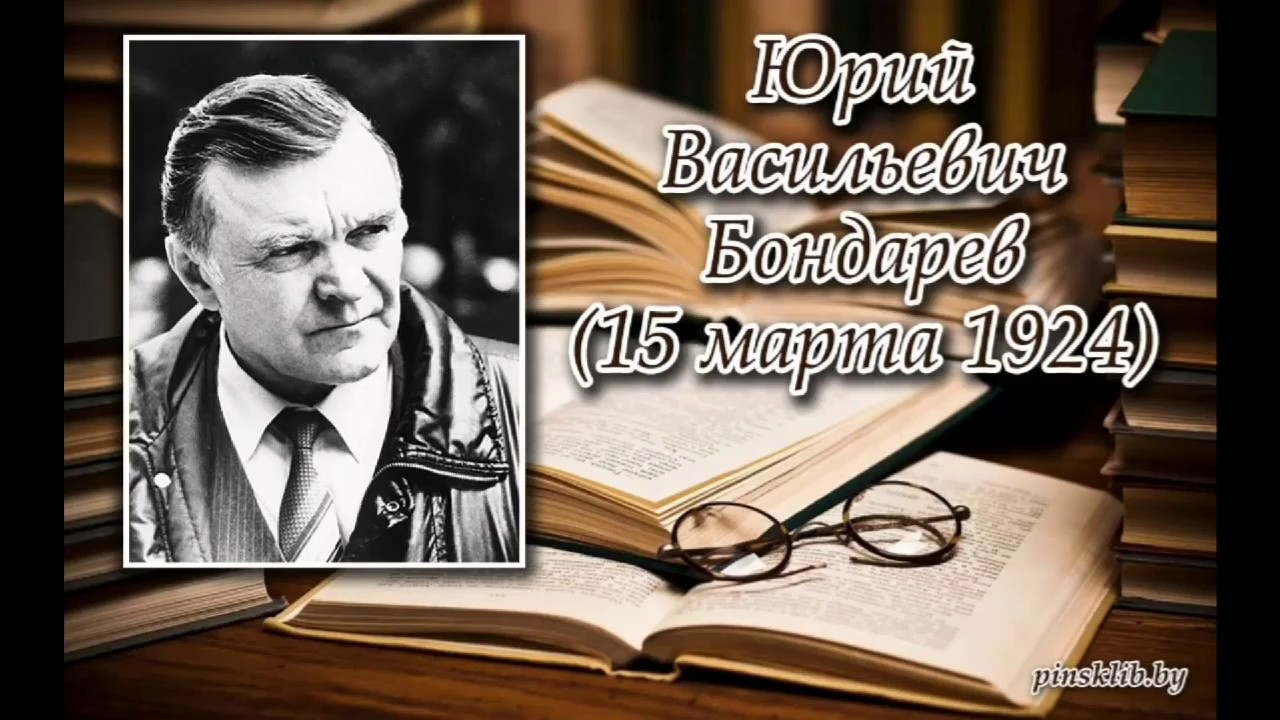 Юрий
Васильевич
Бондарев
(15 марта 1924)
pinsklib.by